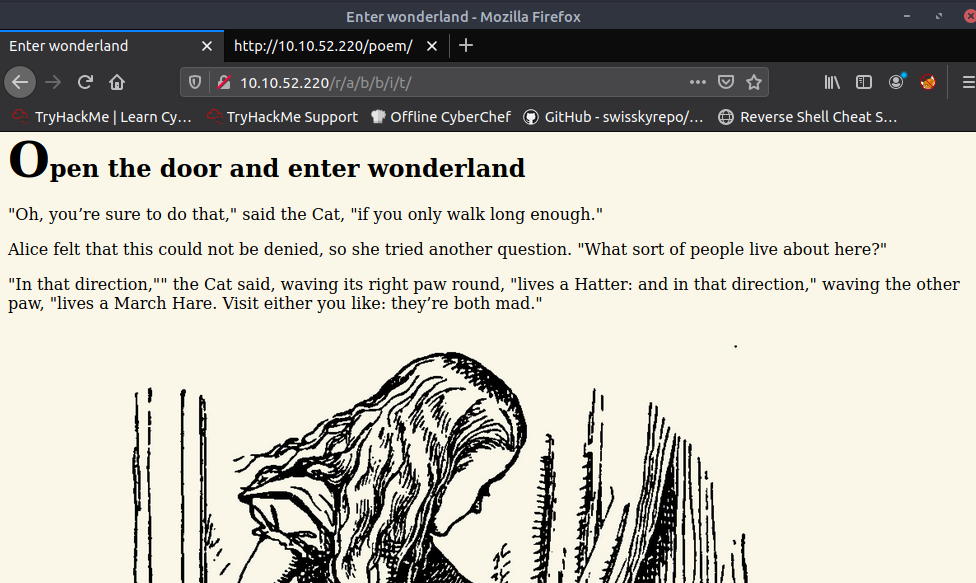 Enter wonderland - Mozilla Firefox
Enter wonderland
http://10.10.52.220/poem/
10.10.52.220/r/a/b/b/i/t/
TryHackMe | Learn Cy…
TryHackMe Support
Offline CyberChef
GitHub - swisskyrepo/…
Reverse Shell Cheat S…
Open the door and enter wonderland
"Oh, you’re sure to do that," said the Cat, "if you only walk long enough."
Alice felt that this could not be denied, so she tried another question. "What sort of people live about here?"
"In that direction,"" the Cat said, waving its right paw round, "lives a Hatter: and in that direction," waving the other
paw, "lives a March Hare. Visit either you like: they’re both mad."